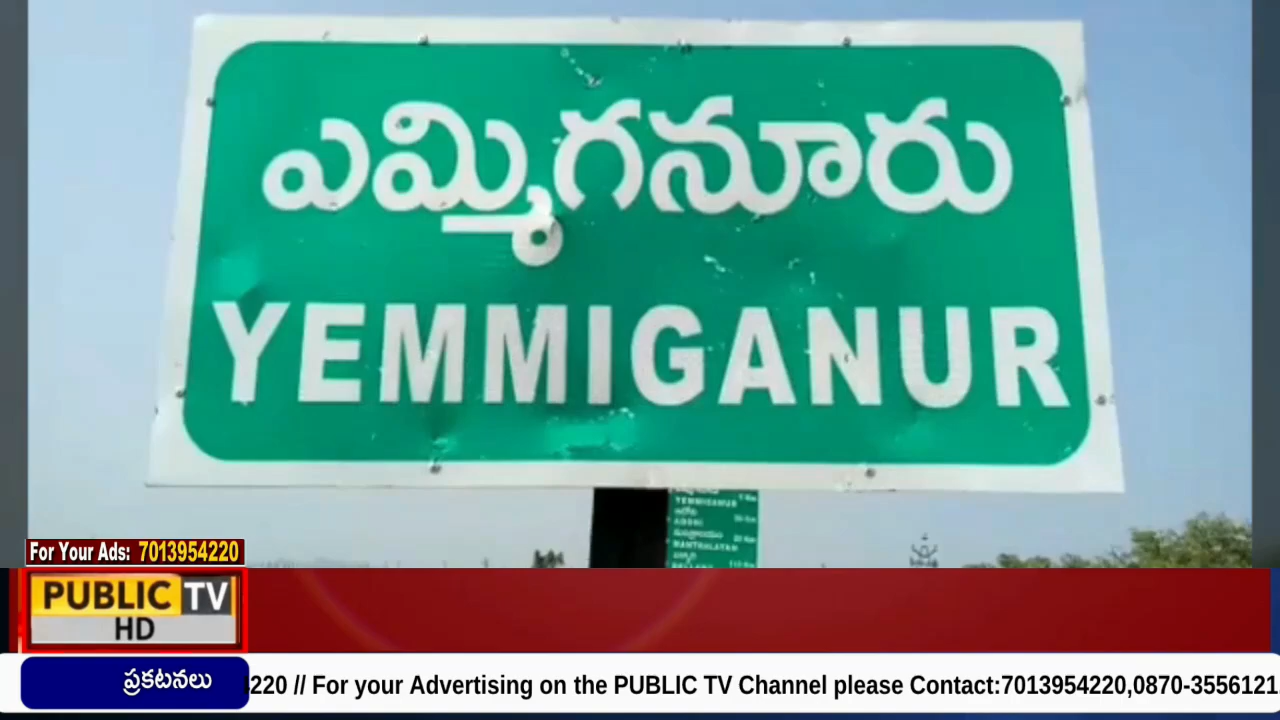 ఎమ్మిగనూరు
YEMMIGANUR
YEMMIGANUR
For Your Ads: 7013954220
PUBLIC TV
HD
ప్రకటనలు
220 // For your Advertising on the PUBLIC TV Channel please Contact:7013954220,0870-3556121